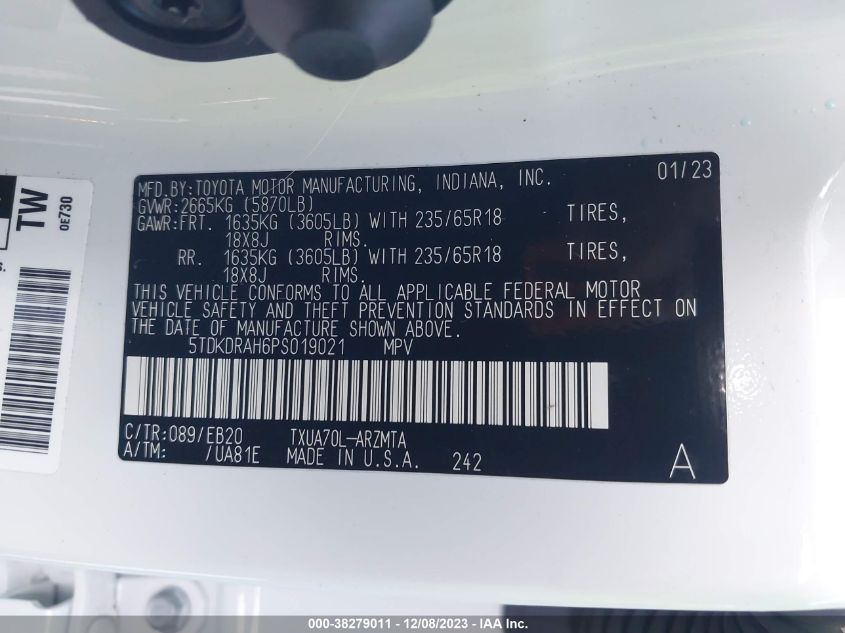 TW
0E730
S.
MFD.BY:TOYOTA MOTOR MANUFACTURING, INDIANA, INC. 01/23
GVWR:2665KG (5870LB)
GAWR:FRT. 1635KG (3605LB) WITH 235/65R18 TIRES,
18X8J RIMS.
RR. 1635KG (3605LB) WITH 235/65R18 TIRES,
18X8J RIMS.
THIS VEHICLE CONFORMS TO ALL APPLICABLE FEDERAL MOTOR
VEHICLE SAFETY AND THEFT PREVENTION STANDARDS IN EFFECT ON
THE DATE OF MANUFACTURE SHOWN ABOVE.
5TDKDRAH6PS019021 MPV
C/TR:089/EB20 TXUA70L-ARZMTA
A/TM: /UA81E MADE IN U.S.A. 242 A
000-38279011 - 12/08/2023 - IMPACT AUTO AUCTIONS, INC.